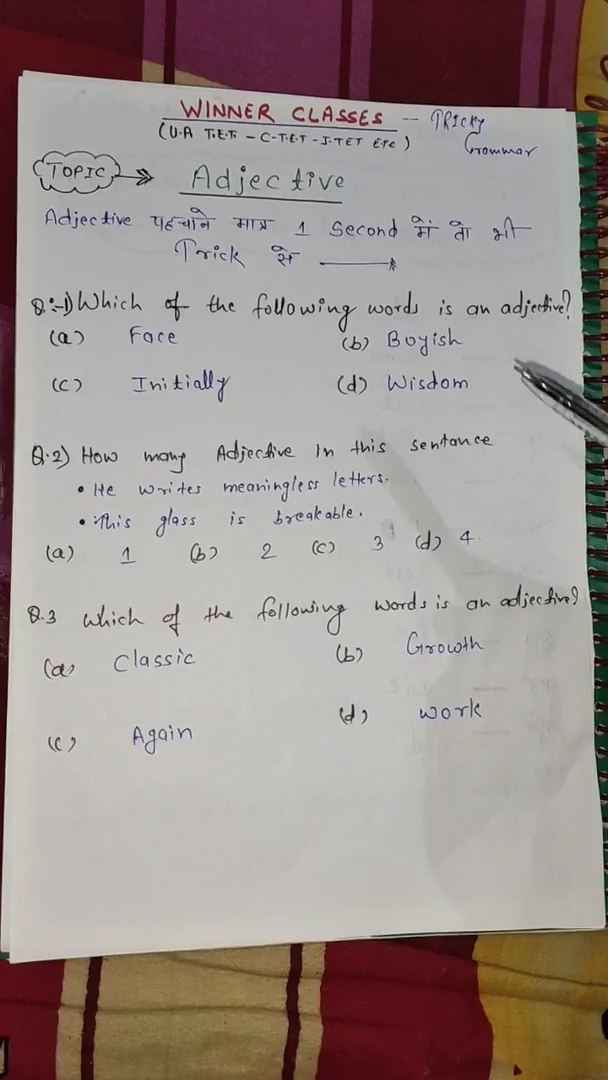 WINNER CLASSES - TRICKY
(U.P T.E.T. - C-T.E.T - J.TET ETC) Grommar
TOPIC Adjective
Adjective पहचाने मात्र 1 Second में वो भी
Trick से
Q:-1) Which of the following words is an adjective?
(a) Face (b) Boyish
(c) Initially (d) Wisdom
Q.2) How many Adjective In this sentence
• He writes meaningless letters.
• This glass is breakable.
(a) 1 (b) 2 (c) 3 (d) 4.
Q.3 Which of the following words is an adjective?
(a) Classic (b) Growth
(c) Again (d) work